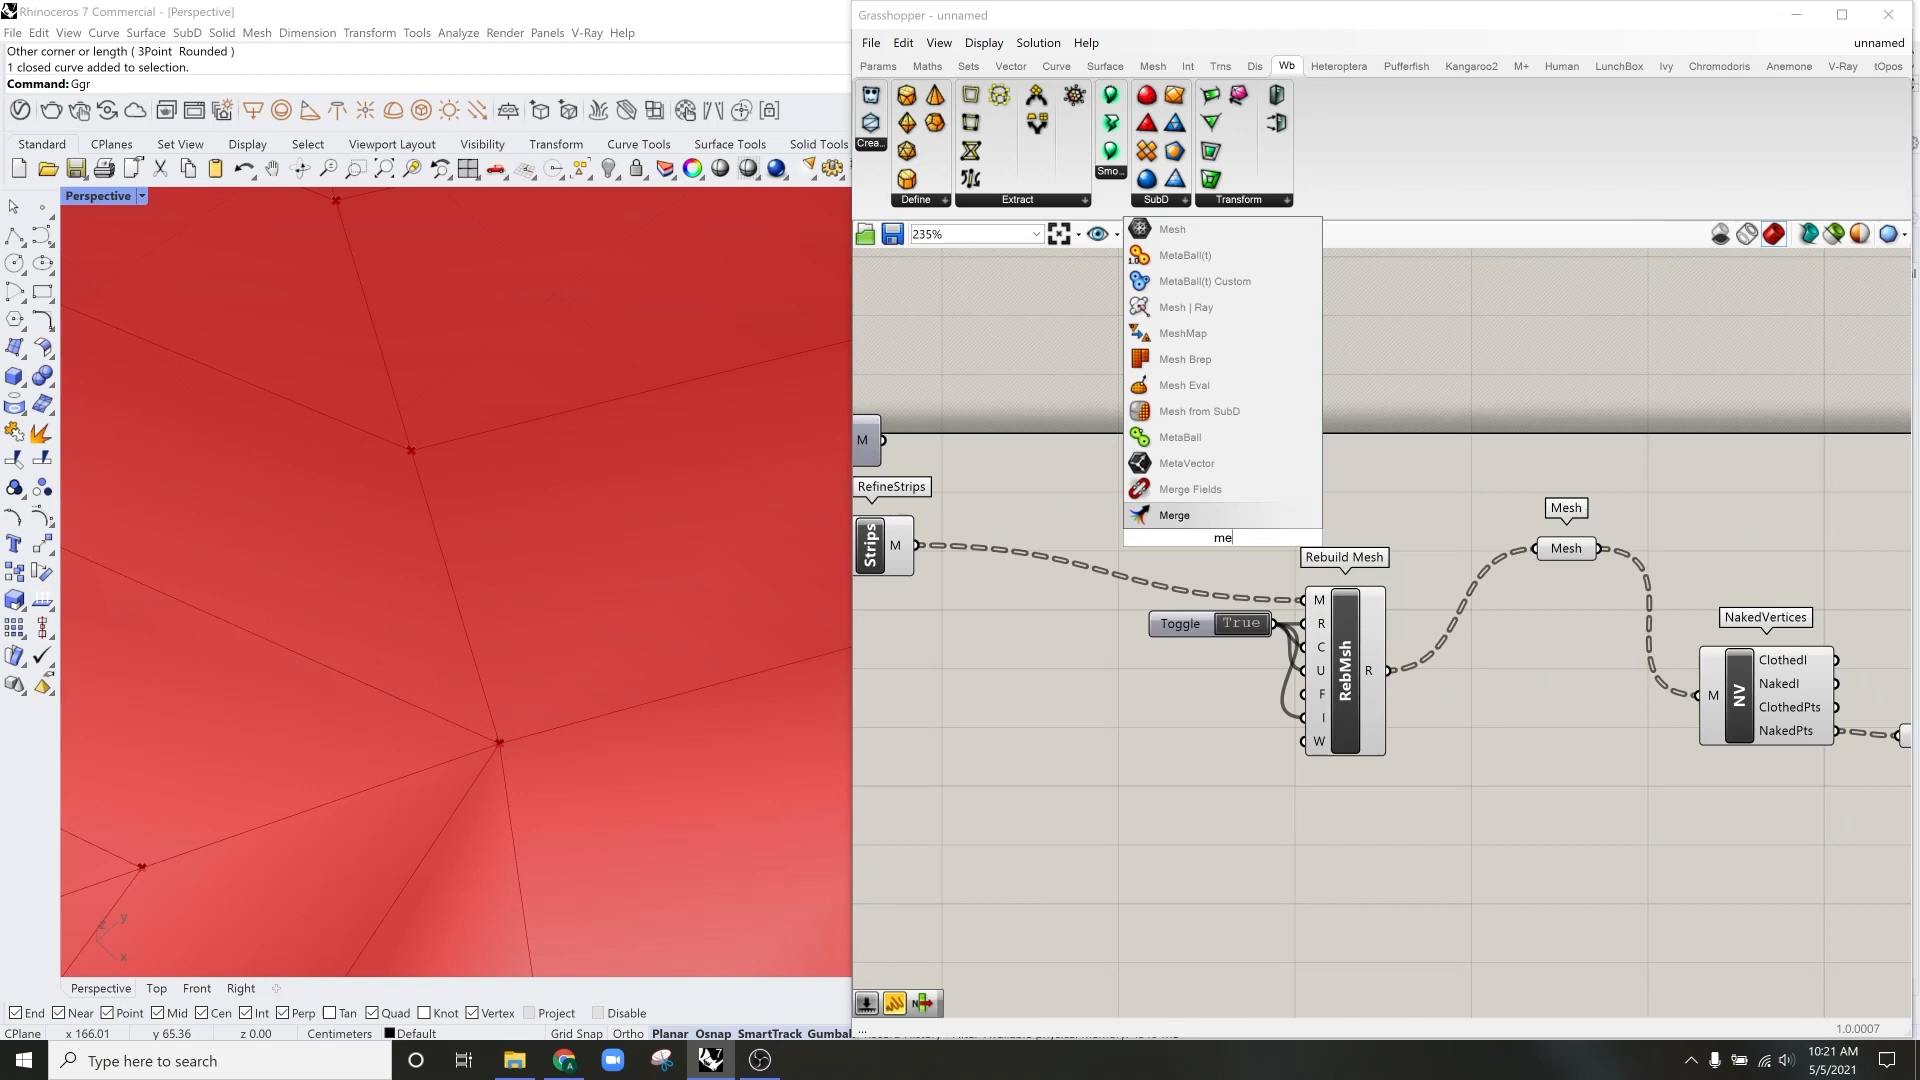 Rhinoceros 7 Commercial - [Perspective]
File Edit View Curve Surface SubD Solid Mesh Dimension Transform Tools Analyze Render Panels V-Ray Help
Other corner or length ( 3Point Rounded )
1 closed curve added to selection.
Command: Ggr
Standard CPlanes Set View Display Select Viewport Layout Visibility Transform Curve Tools Surface Tools Solid Tools
Perspective
Perspective Top Front Right
End Near Point Mid Cen Int Perp Tan Quad Knot Vertex Project Disable
CPlane x 166.01 y 65.36 z 0.00 Centimeters Default Grid Snap Ortho Planar Osnap SmartTrack Gumbal
Grasshopper - unnamed
File Edit View Display Solution Help unnamed
Params Maths Sets Vector Curve Surface Mesh Int Trns Dis Wb Heteroptera Pufferfish Kangaroo2 M+ Human LunchBox Ivy Chromodoris Anemone V-Ray tOpos
Crea... Define Extract Smo... SubD Transform
235%
Mesh
MetaBall(t)
MetaBall(t) Custom
Mesh | Ray
MeshMap
Mesh Brep
Mesh Eval
Mesh from SubD
MetaBall
MetaVector
Merge Fields
Merge
me
M
RefineStrips
Strips M
Toggle True
Rebuild Mesh
M
R
C
U
F
I
W
RebMsh
R
Mesh
Mesh
NakedVertices
M NV
ClothedI
NakedI
ClothedPts
NakedPts
...
1.0.0007
Type here to search
10:21 AM
5/5/2021